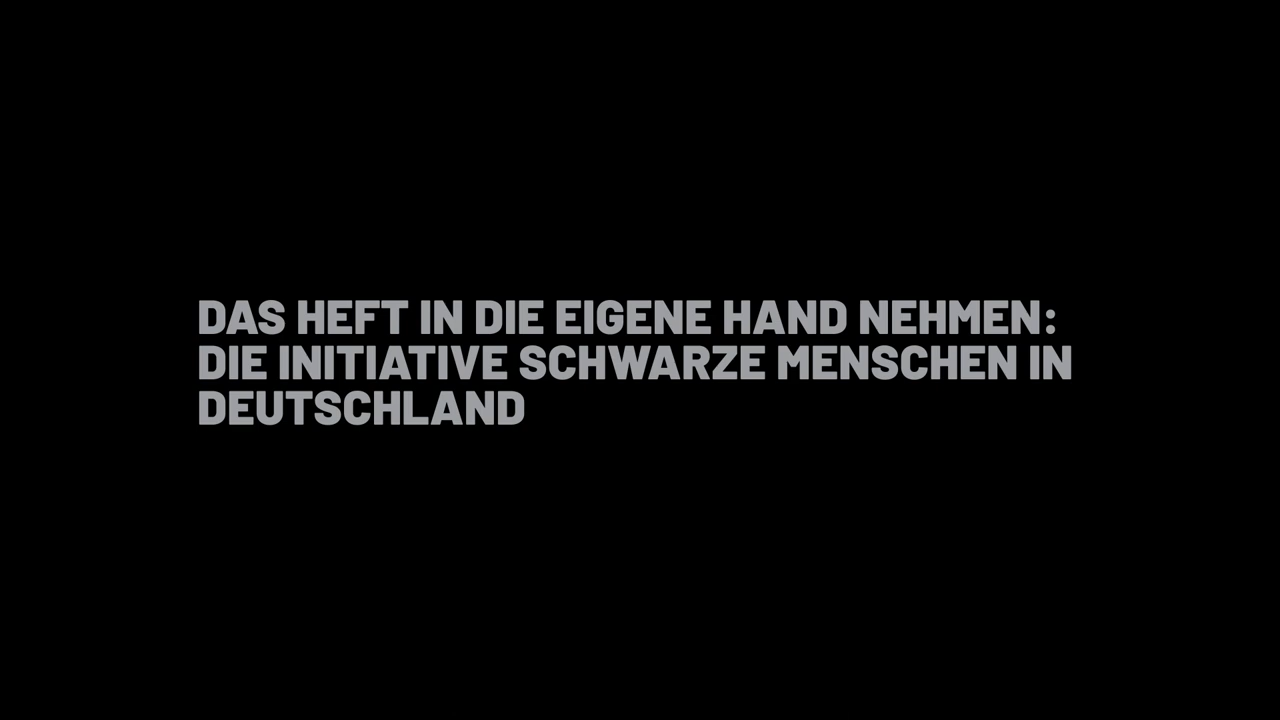 DAS HEFT IN DIE EIGENE HAND NEHMEN:
DIE INITIATIVE SCHWARZE MENSCHEN IN
DEUTSCHLAND